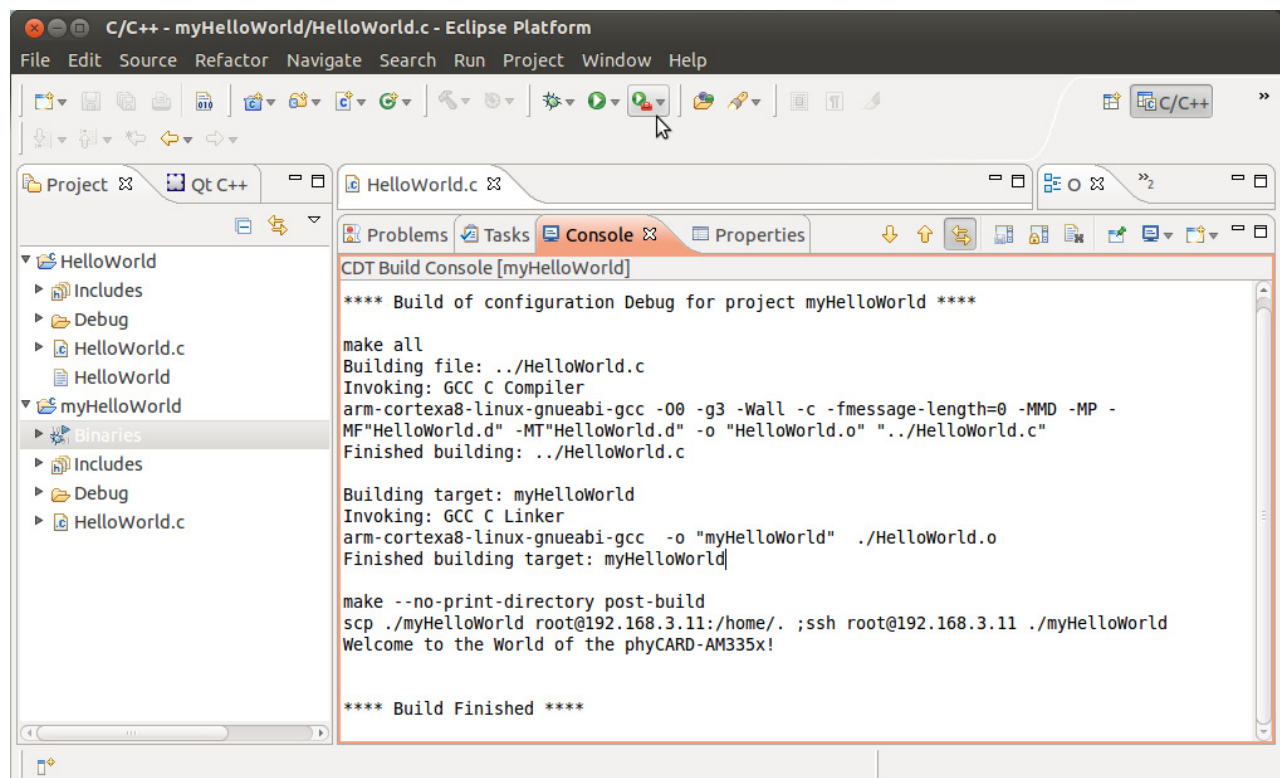 C/C++ - myHelloWorld/HelloWorld.c - Eclipse Platform
File Edit Source Refactor Navigate Search Run Project Window Help
010
C/C++ »
Project Qt C++
HelloWorld.c
O »2
Problems Tasks Console Properties
HelloWorld
Includes
Debug
HelloWorld.c
HelloWorld
myHelloWorld
Binaries
Includes
Debug
HelloWorld.c
CDT Build Console [myHelloWorld]
**** Build of configuration Debug for project myHelloWorld ****
make all
Building file: ../HelloWorld.c
Invoking: GCC C Compiler
arm-cortexa8-linux-gnueabi-gcc -O0 -g3 -Wall -c -fmessage-length=0 -MMD -MP -
MF"HelloWorld.d" -MT"HelloWorld.d" -o "HelloWorld.o" "../HelloWorld.c"
Finished building: ../HelloWorld.c
Building target: myHelloWorld
Invoking: GCC C Linker
arm-cortexa8-linux-gnueabi-gcc  -o "myHelloWorld"  ./HelloWorld.o
Finished building target: myHelloWorld
make --no-print-directory post-build
scp ./myHelloWorld root@192.168.3.11:/home/. ;ssh root@192.168.3.11 ./myHelloWorld
Welcome to the World of the phyCARD-AM335x!
**** Build Finished ****